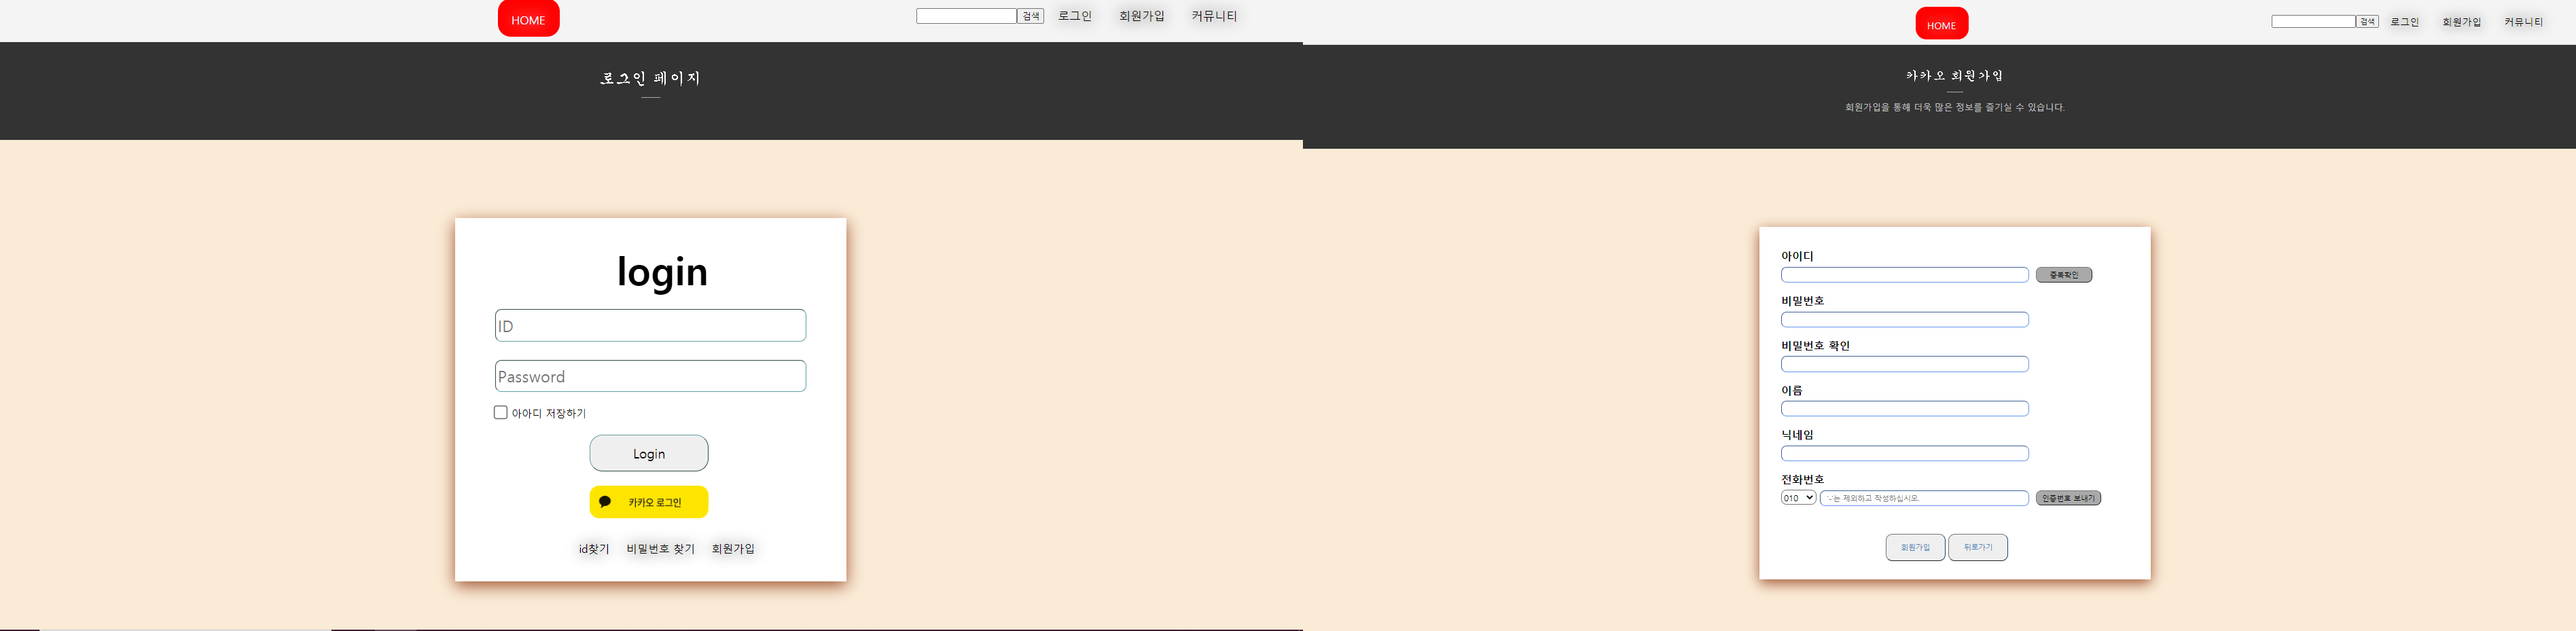 HOME
검색 로그인 회원가입 커뮤니티
로그인 페이지
login
ID
Password
아아디 저장하기
Login
카카오 로그인
id찾기 비밀번호 찾기 회원가입
HOME
검색 로그인 회원가입 커뮤니티
카카오 회원가입
회원가입을 통해 더욱 많은 정보를 즐기실 수 있습니다.
아이디
중복확인
비밀번호
비밀번호 확인
이름
닉네임
전화번호
010 '-'는 제외하고 작성하십시오. 인증번호 보내기
회원가입 뒤로가기